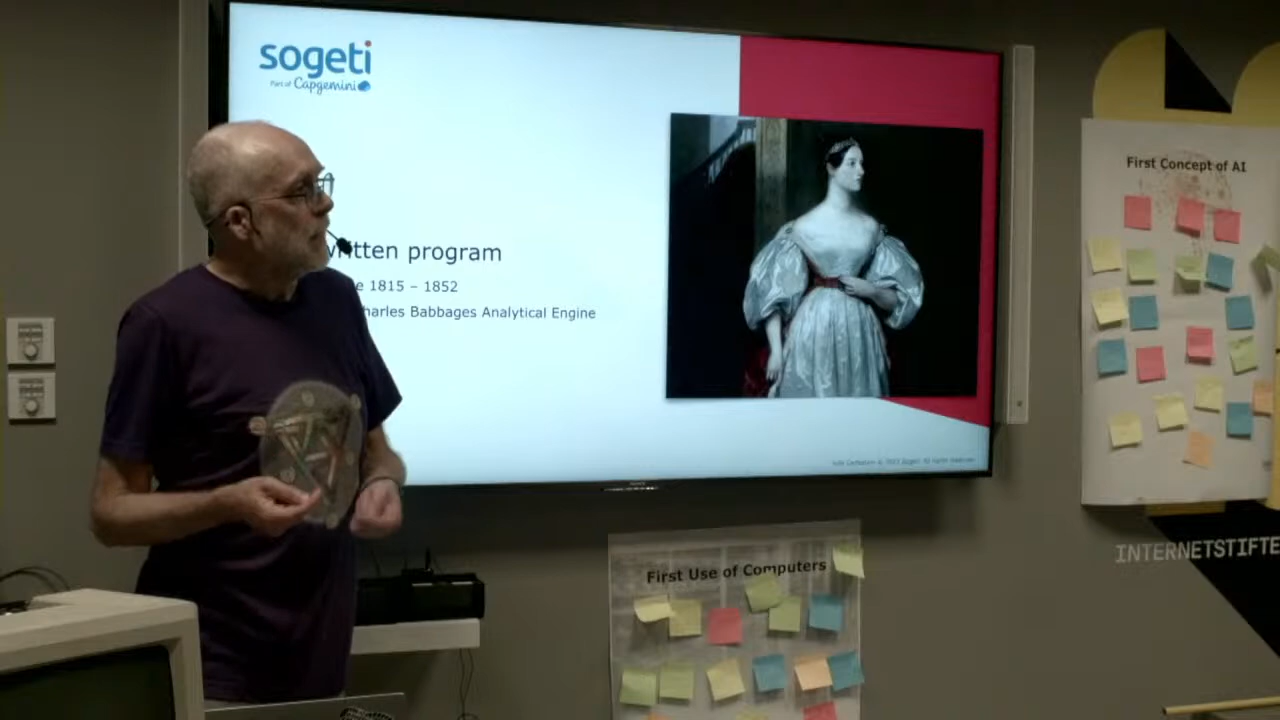 sogeti
Part of Capgemini
written program
e 1815 – 1852
harles Babbages Analytical Engine
First Concept of AI
INTERNETSTIFTE
First Use of Computers